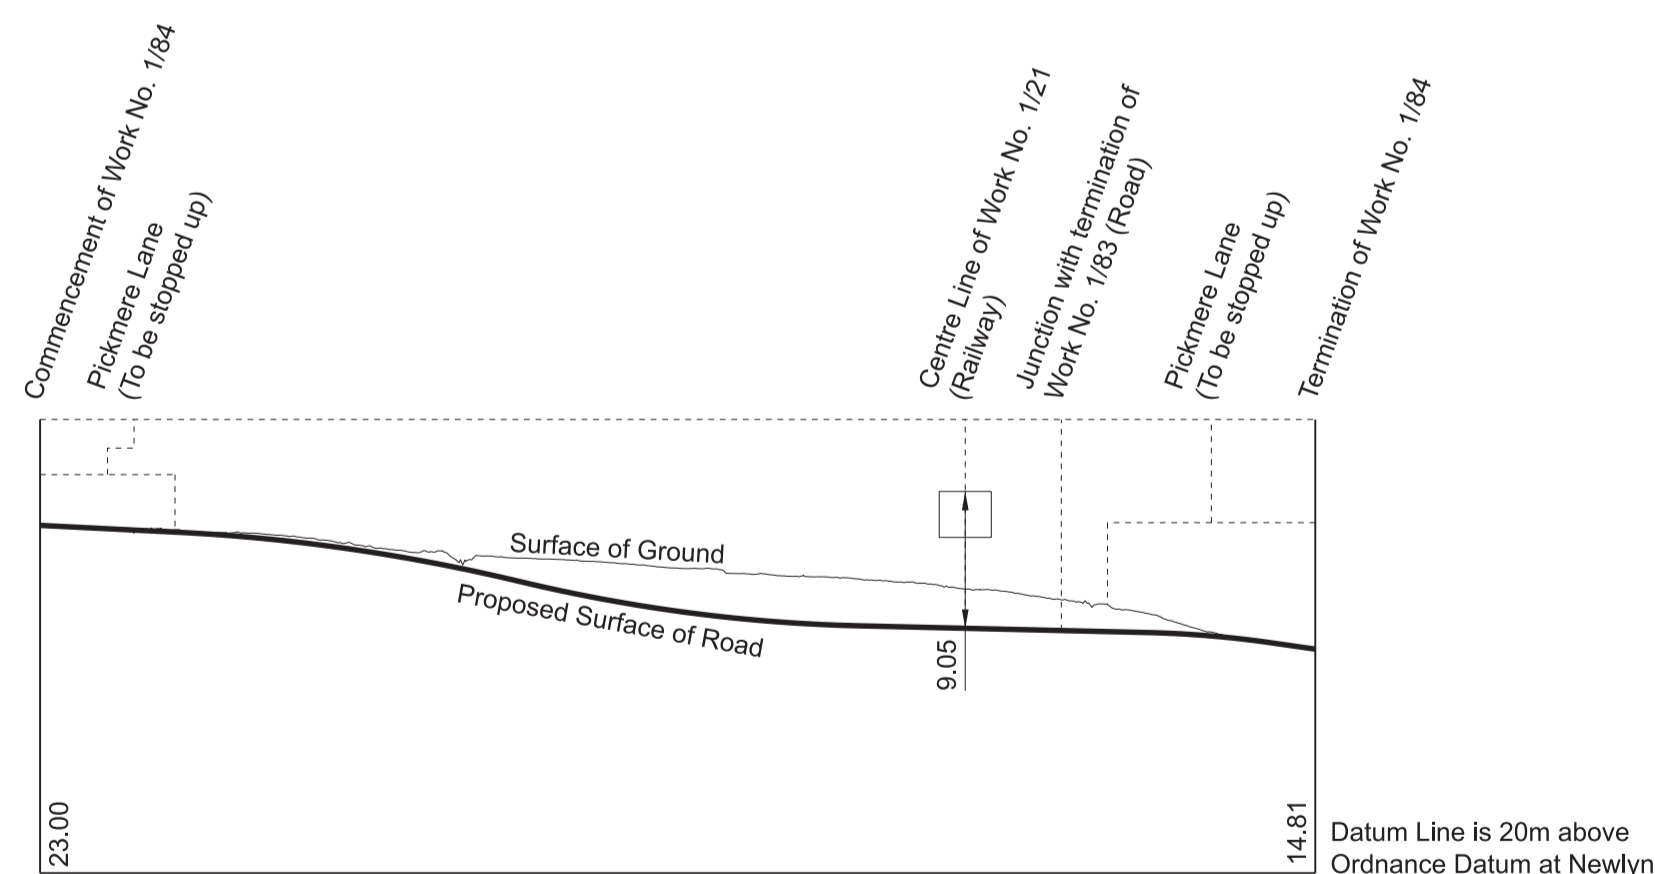 Commencement of Work No. 1/84
Pickmere Lane
(To be stopped up)
Centre Line of Work No. 1/21
(Railway)
Junction with termination of
Work No. 1/83 (Road)
Pickmere Lane
(To be stopped up)
Termination of Work No. 1/84
Surface of Ground
Proposed Surface of Road
9.05
23.00
14.81
Datum Line is 20m above
Ordnance Datum at Newlyn